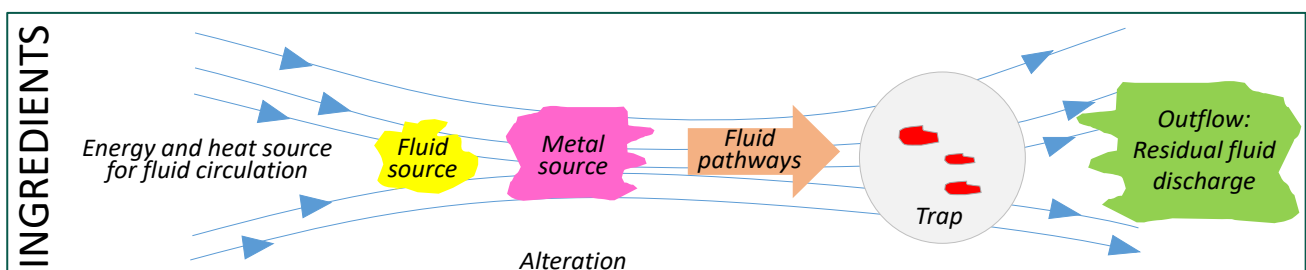 INGREDIENTS
Energy and heat source
for fluid circulation
Fluid
source
Metal
source
Fluid
pathways
Trap
Outflow:
Residual fluid
discharge
Alteration